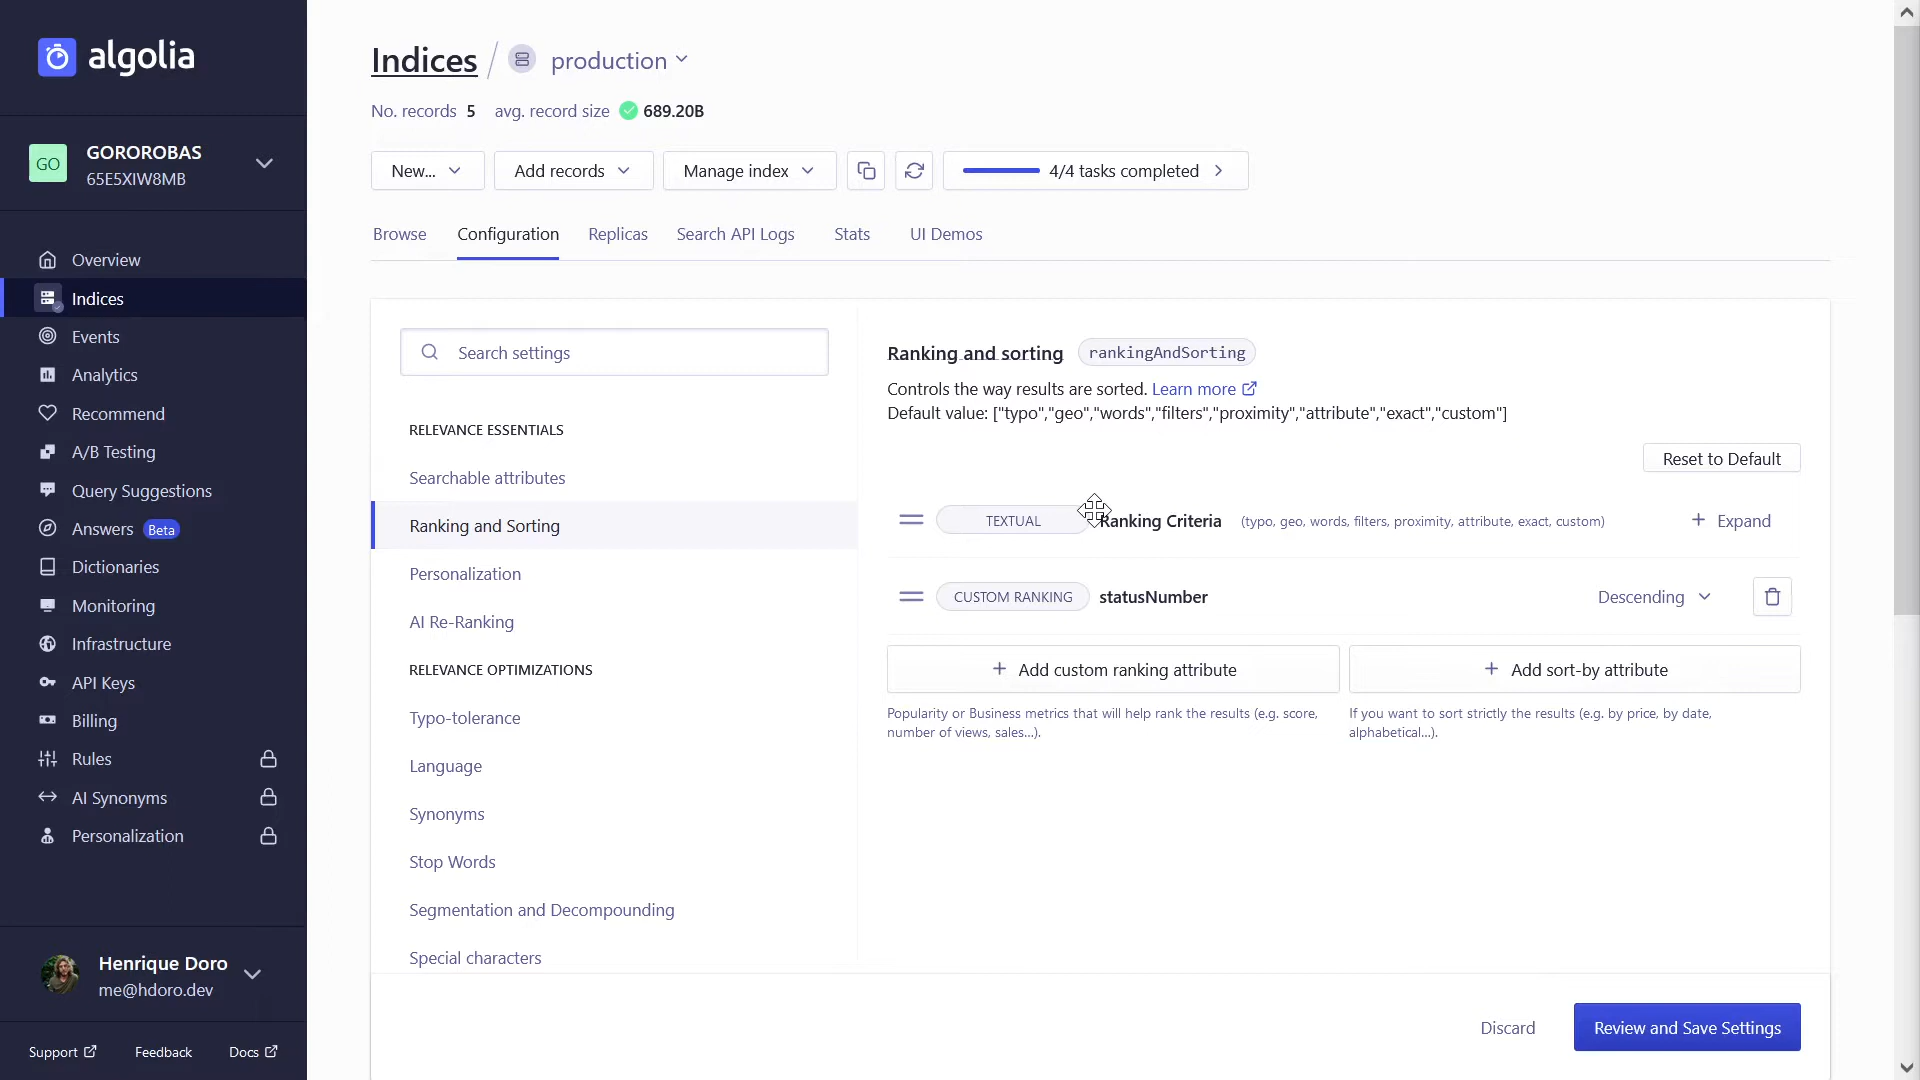 algolia
GO
GOROROBAS
65E5XIW8MB
Overview
Indices
Events
Analytics
Recommend
A/B Testing
Query Suggestions
Answers Beta
Dictionaries
Monitoring
Infrastructure
API Keys
Billing
Rules
AI Synonyms
Personalization
Henrique Doro
me@hdoro.dev
Support
Feedback
Docs
Indices / production
No. records 5 avg. record size 689.20B
New...
Add records
Manage index
4/4 tasks completed
Browse
Configuration
Replicas
Search API Logs
Stats
UI Demos
Search settings
RELEVANCE ESSENTIALS
Searchable attributes
Ranking and Sorting
Personalization
AI Re-Ranking
RELEVANCE OPTIMIZATIONS
Typo-tolerance
Language
Synonyms
Stop Words
Segmentation and Decompounding
Special characters
Ranking and sorting rankingAndSorting
Controls the way results are sorted. Learn more
Default value: ["typo","geo","words","filters","proximity","attribute","exact","custom"]
Reset to Default
TEXTUAL Ranking Criteria (typo, geo, words, filters, proximity, attribute, exact, custom) + Expand
CUSTOM RANKING statusNumber Descending
+ Add custom ranking attribute
Popularity or Business metrics that will help rank the results (e.g. score,
number of views, sales...).
+ Add sort-by attribute
If you want to sort strictly the results (e.g. by price, by date,
alphabetical...).
Discard
Review and Save Settings